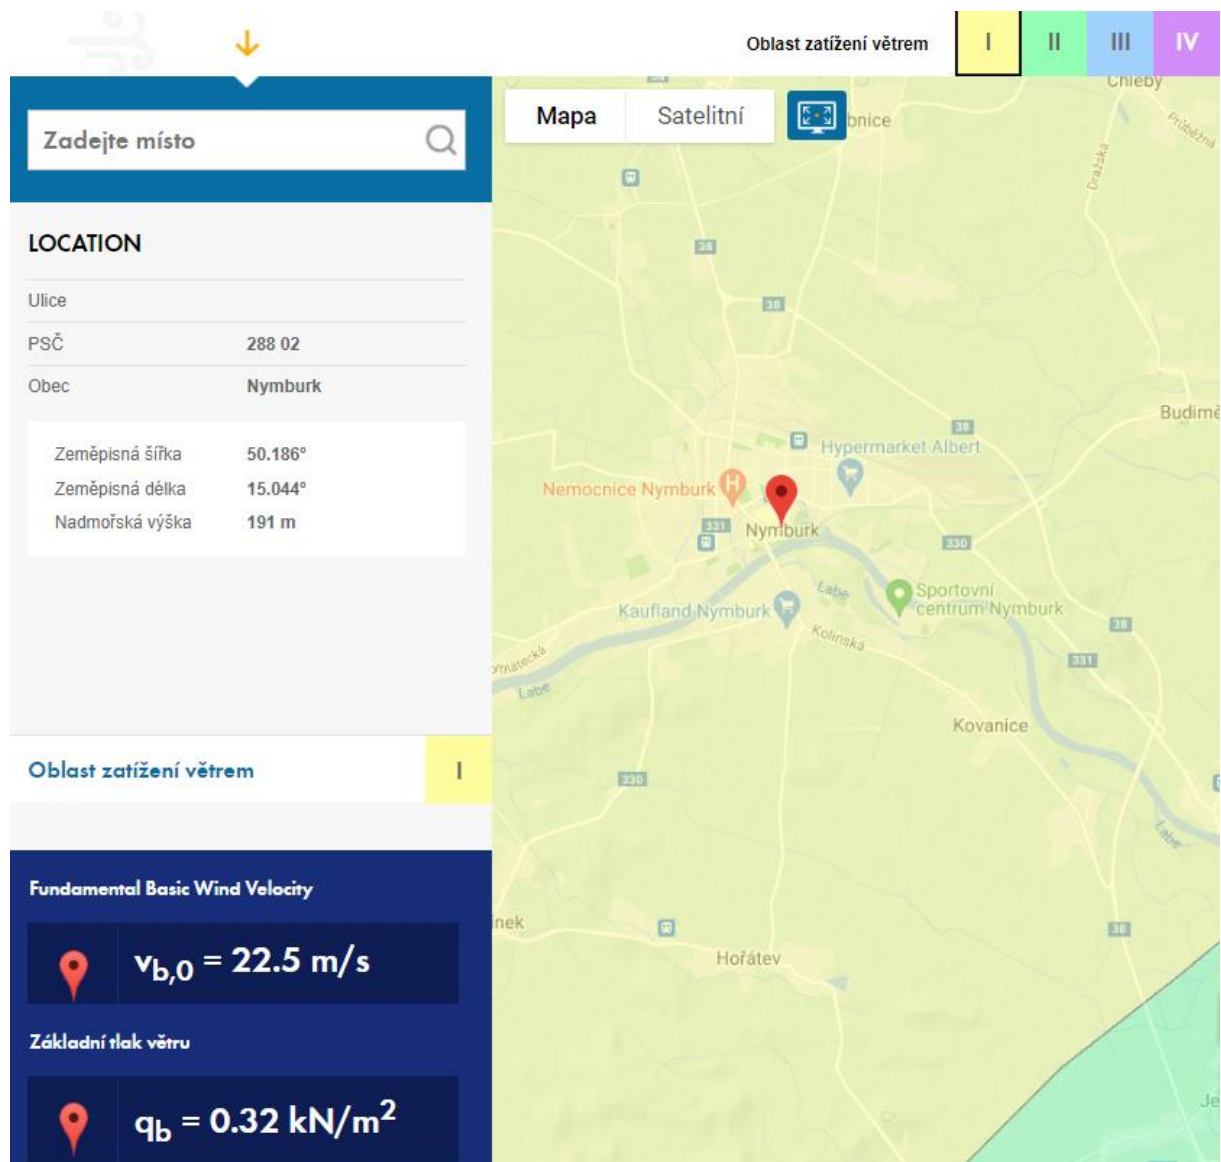 Oblast zatížení větrem I II III IV
Zadejte místo
LOCATION
Ulice
PSČ 288 02
Obec Nymburk
Zeměpisná šířka 50.186°
Zeměpisná délka 15.044°
Nadmořská výška 191 m
Oblast zatížení větrem I
Fundamental Basic Wind Velocity
vb,0 = 22.5 m/s
Základní tlak větru
qb = 0.32 kN/m2
Mapa Satelitní
bnice
Chleby
Průběžná
Dražská
38
38
Budimě
38
Hypermarket Albert
Nemocnice Nymburk H
331
Nymburk
330
Labe
Sportovní
centrum Nymburk
Kaufland Nymburk
Kolínská
38
331
Labe
Kovanice
330
Labe
ínek
Hořátev
38
Je